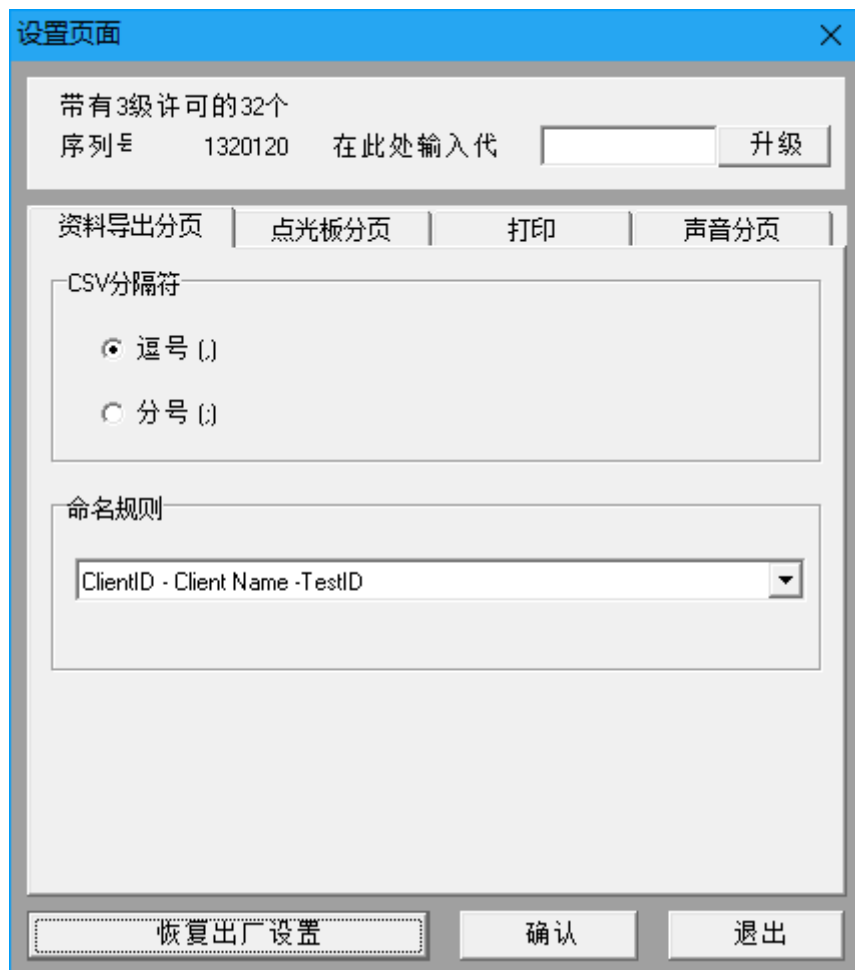 设置页面
带有3级许可的32个
序列号 1320120 在此处输入代 升级
资料导出分页 点光板分页 打印 声音分页
CSV分隔符
逗号 (,)
分号 (;)
命名规则
ClientID - Client Name -TestID
恢复出厂设置 确认 退出